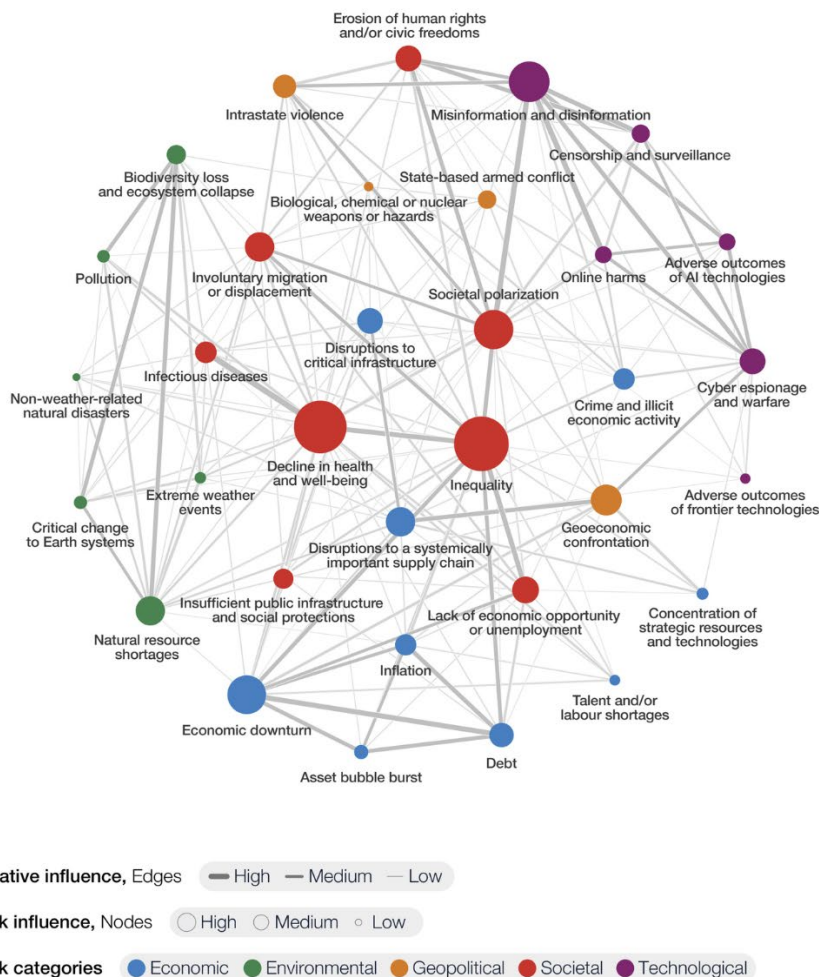 Erosion of human rights
and/or civic freedoms
Intrastate violence
Misinformation and disinformation
Censorship and surveillance
Biodiversity loss
and ecosystem collapse
State-based armed conflict
Biological, chemical or nuclear
weapons or hazards
Pollution
Involuntary migration
or displacement
Online harms
Adverse outcomes
of AI technologies
Societal polarization
Disruptions to
critical infrastructure
Infectious diseases
Non-weather-related
natural disasters
Crime and illicit
economic activity
Cyber espionage
and warfare
Decline in health
and well-being
Inequality
Extreme weather
events
Critical change
to Earth systems
Adverse outcomes
of frontier technologies
Geoeconomic
confrontation
Disruptions to a systemically
important supply chain
Insufficient public infrastructure
and social protections
Lack of economic opportunity
or unemployment
Concentration of
strategic resources
and technologies
Natural resource
shortages
Inflation
Talent and/or
labour shortages
Economic downturn
Debt
Asset bubble burst
ative influence, Edges High Medium Low
k influence, Nodes High Medium Low
k categories Economic Environmental Geopolitical Societal Technological